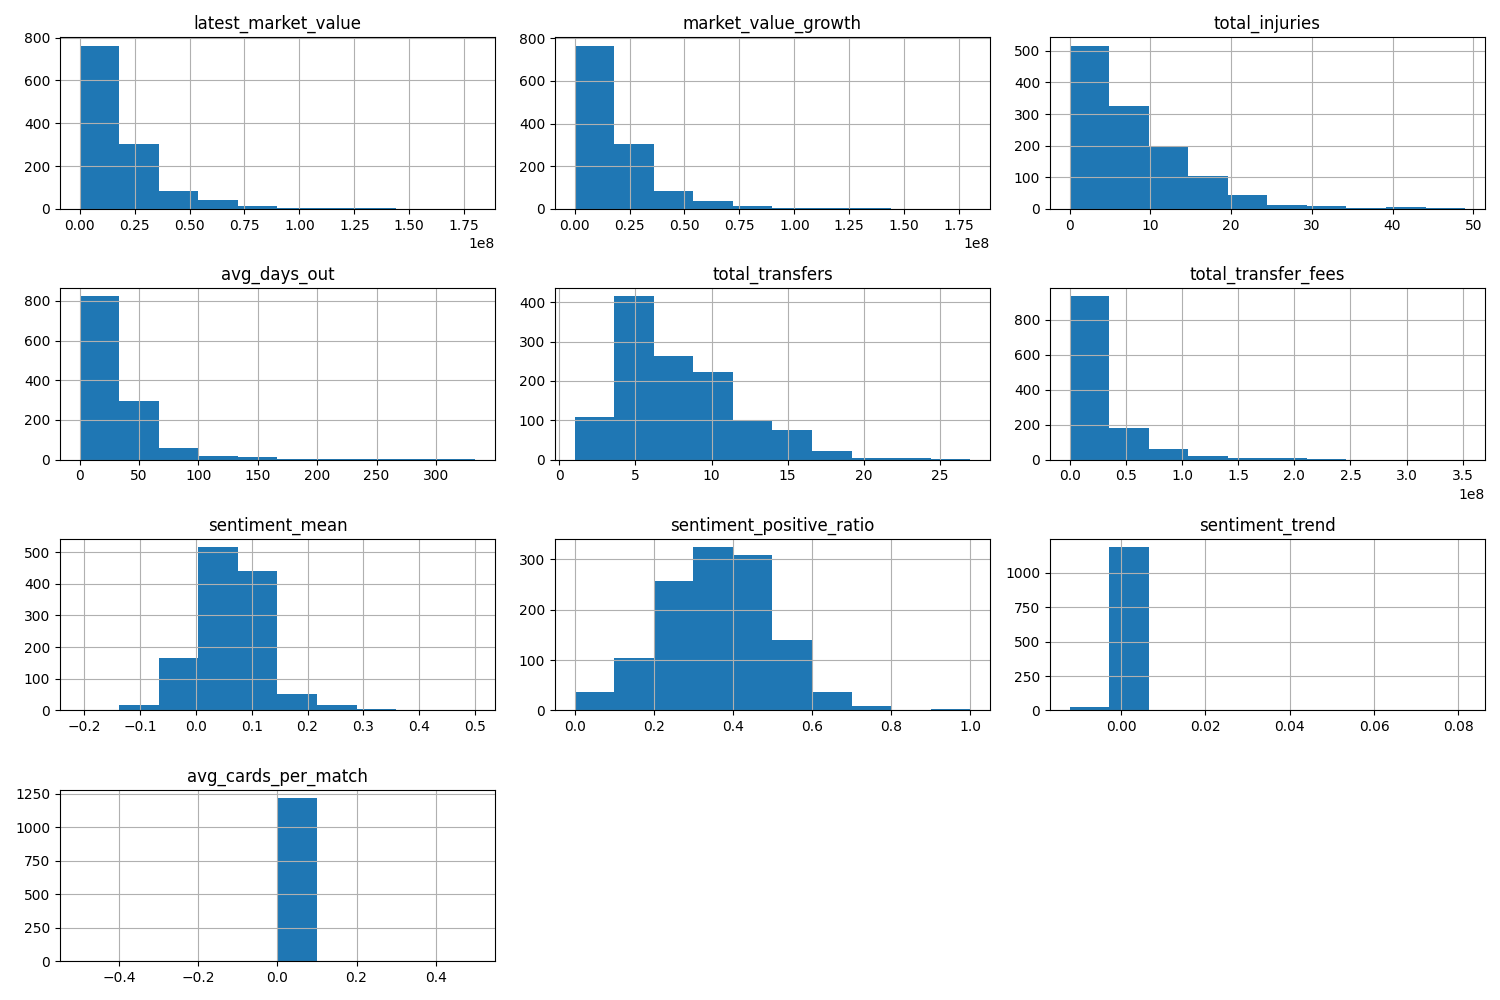 latest_market_value
800
600
400
200
0
0.00 0.25 0.50 0.75 1.00 1.25 1.50 1.75
1e8
market_value_growth
800
600
400
200
0
0.00 0.25 0.50 0.75 1.00 1.25 1.50 1.75
1e8
total_injuries
500
400
300
200
100
0
0 10 20 30 40 50
avg_days_out
800
600
400
200
0
0 50 100 150 200 250 300
total_transfers
400
300
200
100
0
0 5 10 15 20 25
total_transfer_fees
800
600
400
200
0
0.0 0.5 1.0 1.5 2.0 2.5 3.0 3.5
1e8
sentiment_mean
500
400
300
200
100
0
−0.2 −0.1 0.0 0.1 0.2 0.3 0.4 0.5
sentiment_positive_ratio
300
200
100
0
0.0 0.2 0.4 0.6 0.8 1.0
sentiment_trend
1000
750
500
250
0
0.00 0.02 0.04 0.06 0.08
avg_cards_per_match
1250
1000
750
500
250
0
−0.4 −0.2 0.0 0.2 0.4